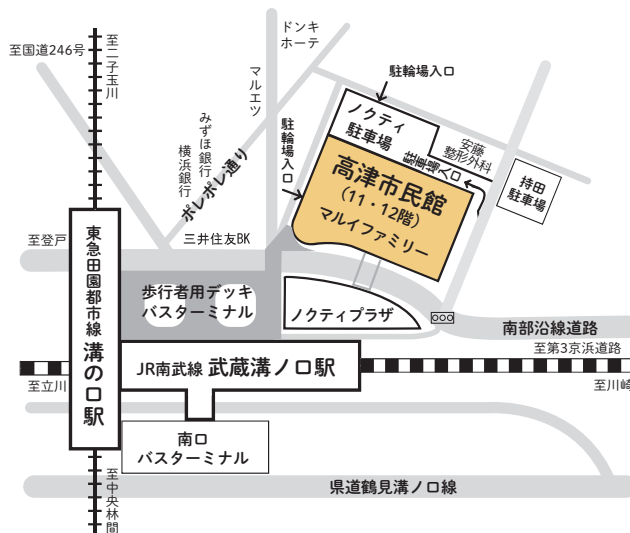 ドンキ
ホーテ
至国道246号
至二子玉川
マルエツ
駐輪場入口
みずほ銀行
横浜銀行
ポレポレ通り
駐輪場入口
ノクティ
駐車場
安藤
整形外科
駐車場入口
持田
駐車場
高津市民館
(11・12階)
マルイファミリー
至登戸
三井住友BK
東急田園都市線 溝の口駅
歩行者用デッキ
バスターミナル
ノクティプラザ
南部沿線道路
至第3京浜道路
JR南武線 武蔵溝ノ口駅
至立川
至川崎
南口
バスターミナル
至中央林間
県道鶴見溝ノ口線